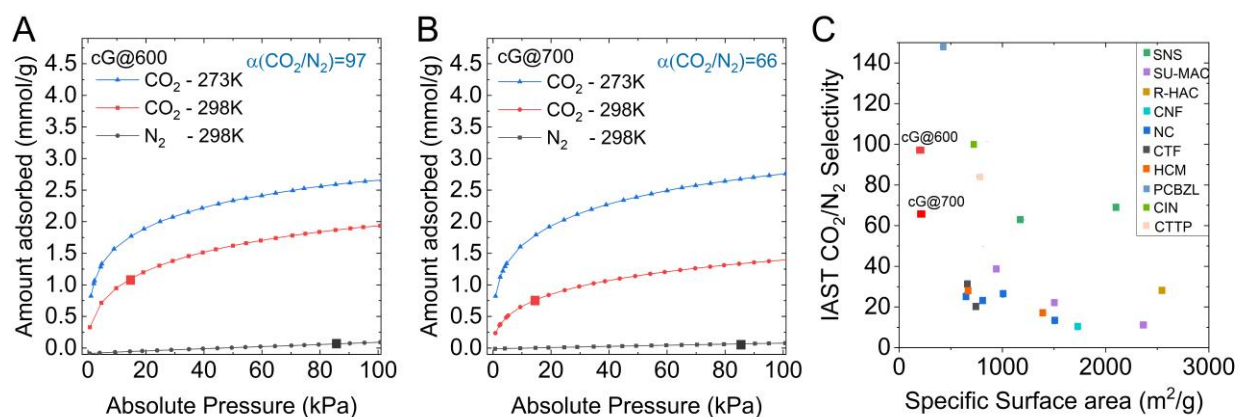 A
cG@600
α(CO₂/N₂)=97
CO₂ - 273K
CO₂ - 298K
N₂ - 298K
4.5
4.0
3.5
3.0
2.5
2.0
1.5
1.0
0.5
0.0
Amount adsorbed (mmol/g)
0 20 40 60 80 100
Absolute Pressure (kPa)
B
cG@700
α(CO₂/N₂)=66
CO₂ - 273K
CO₂ - 298K
N₂ - 298K
4.5
4.0
3.5
3.0
2.5
2.0
1.5
1.0
0.5
0.0
Amount adsorbed (mmol/g)
0 20 40 60 80 100
Absolute Pressure (kPa)
C
140
120
100
80
60
40
20
0
IAST CO₂/N₂ Selectivity
cG@600
cG@700
SNS
SU-MAC
R-HAC
CNF
NC
CTF
HCM
PCBZL
CIN
CTTP
0 1000 2000 3000
Specific Surface area (m²/g)